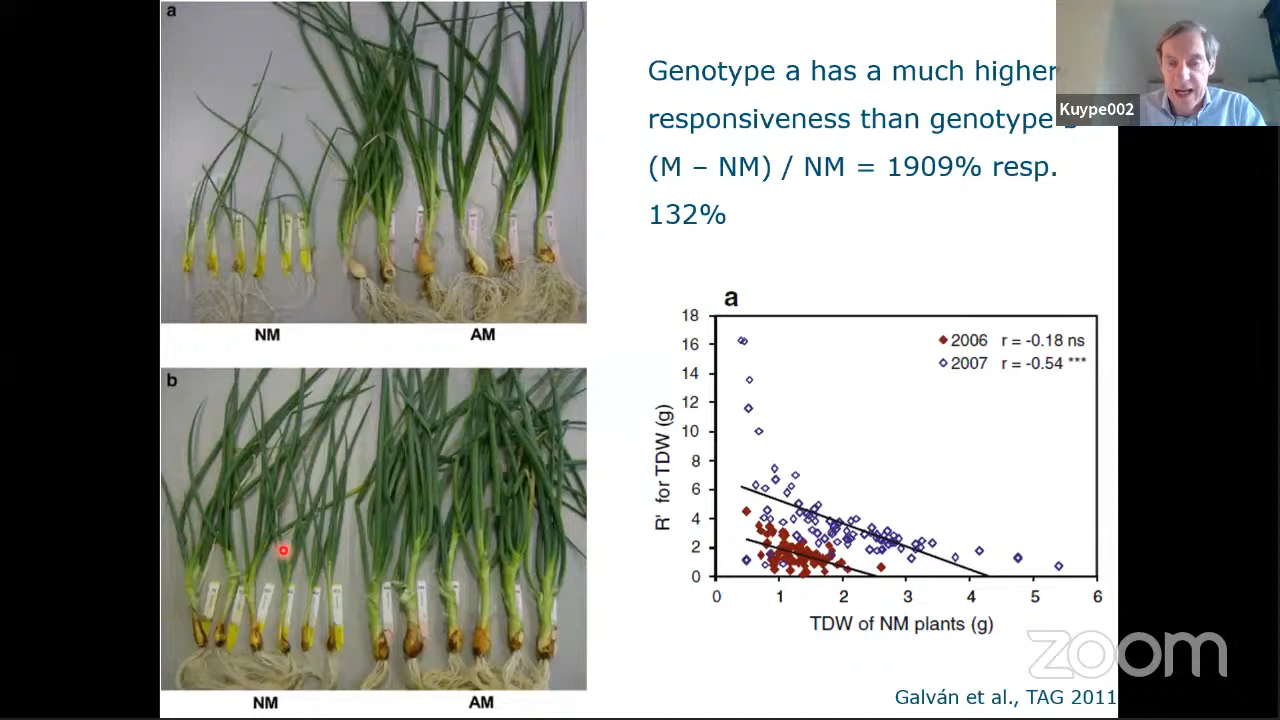 a
NM
AM
b
NM
AM
Genotype a has a much higher
responsiveness than genotype
(M – NM) / NM = 1909% resp.
132%
Kuype002
a
18
16
14
12
10
8
6
4
2
0
R' for TDW (g)
2006 r = -0.18 ns
2007 r = -0.54 ***
0 1 2 3 4 5 6
TDW of NM plants (g)
zoom
Galván et al., TAG 2011